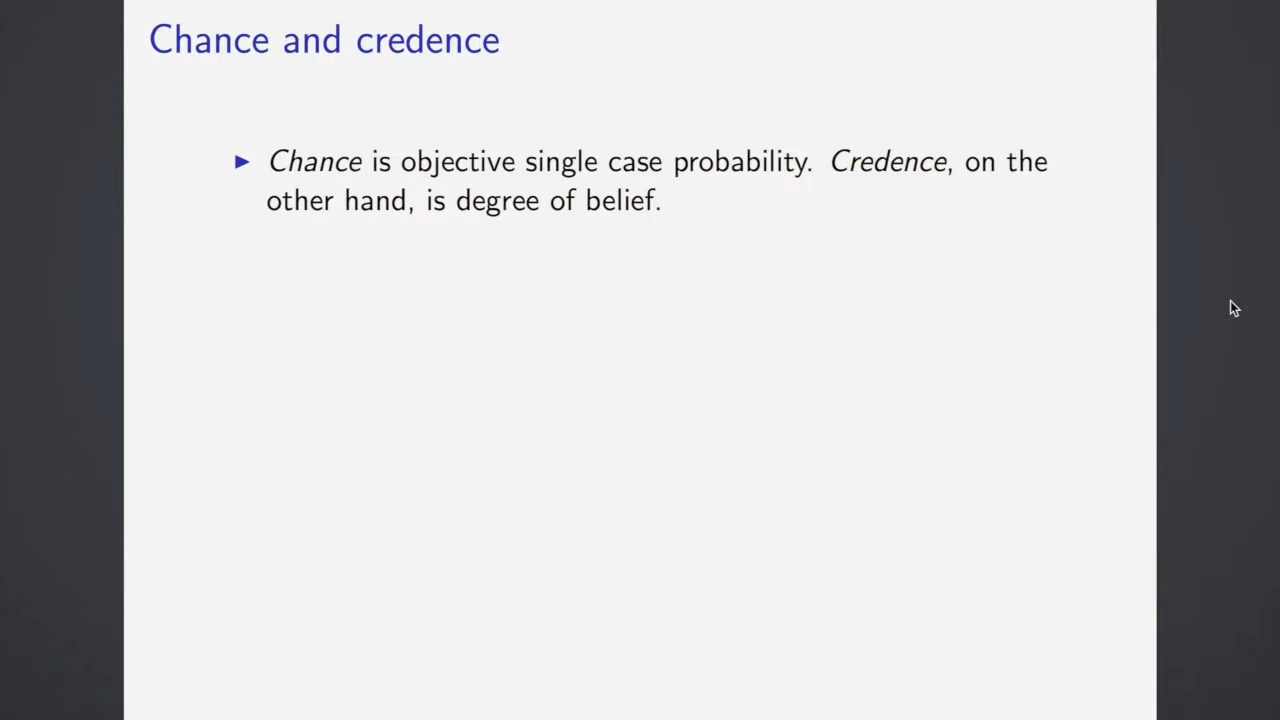 Chance and credence
Chance is objective single case probability. Credence, on the
other hand, is degree of belief.